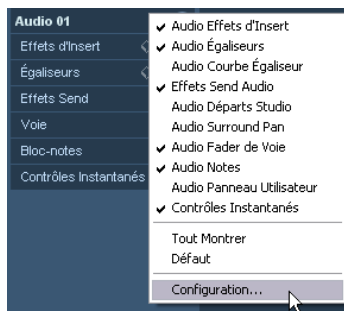 Audio 01
Effets d'Insert
Égaliseurs
Effets Send
Voie
Bloc-notes
Contrôles Instantanés
Audio Effets d'Insert
Audio Égaliseurs
Audio Courbe Égaliseur
Effets Send Audio
Audio Départs Studio
Audio Surround Pan
Audio Fader de Voie
Audio Notes
Audio Panneau Utilisateur
Contrôles Instantanés
Tout Montrer
Défaut
Configuration...